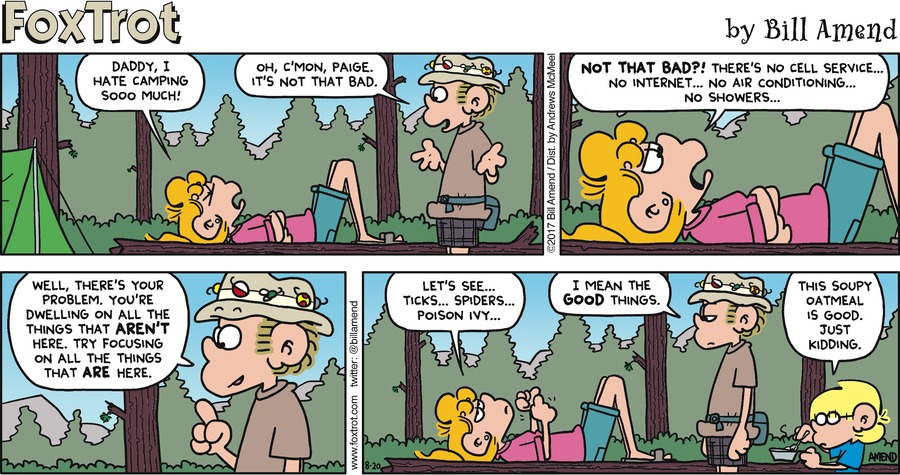 FoxTrot
by Bill Amend
DADDY, I
HATE CAMPING
SOOO MUCH!
OH, C'MON, PAIGE.
IT'S NOT THAT BAD.
©2017 Bill Amend / Dist. by Andrews McMeel
NOT THAT BAD?! THERE'S NO CELL SERVICE...
NO INTERNET... NO AIR CONDITIONING...
NO SHOWERS...
WELL, THERE'S YOUR
PROBLEM. YOU'RE
DWELLING ON ALL THE
THINGS THAT AREN'T
HERE. TRY FOCUSING
ON ALL THE THINGS
THAT ARE HERE.
www.foxtrot.com twitter: @billamend
LET'S SEE...
TICKS... SPIDERS...
POISON IVY...
I MEAN THE
GOOD THINGS.
THIS SOUPY
OATMEAL
IS GOOD.
JUST
KIDDING.
8-20
AMEND